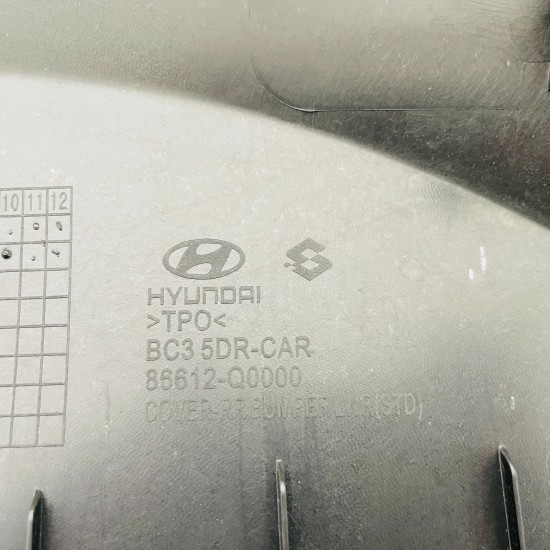 10 11 12
HYUNDAI
>TPO<
BC3 5DR-CAR
86612-Q0000
COVER-RR BUMPER LWR(STD)